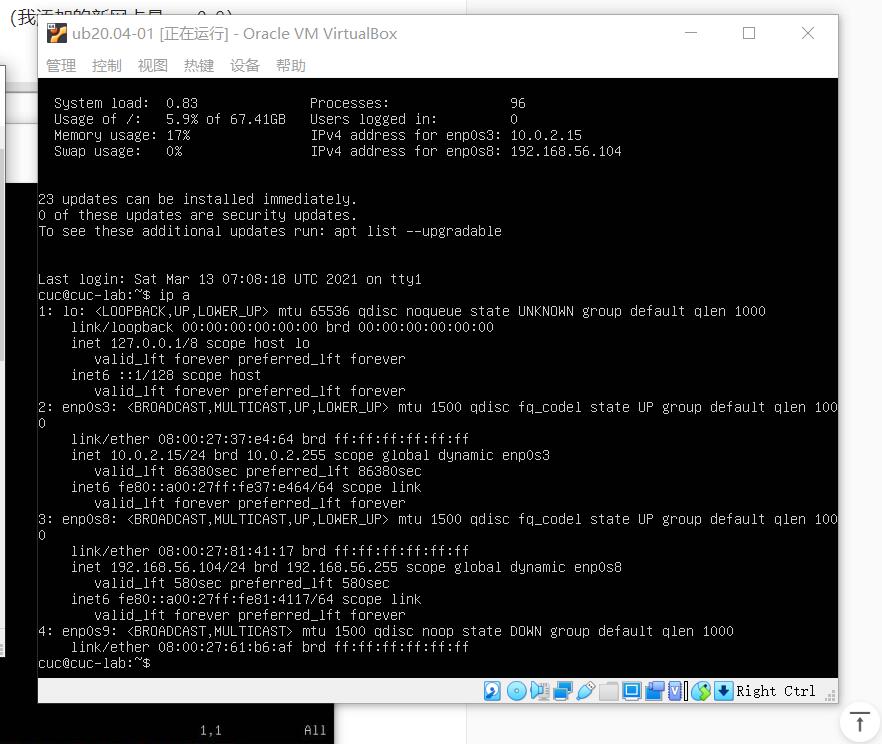 (我添加的新网卡是
ub20.04-01 [正在运行] - Oracle VM VirtualBox
管理 控制 视图 热键 设备 帮助
System load: 0.83 Processes: 96
Usage of /: 5.9% of 67.41GB Users logged in: 0
Memory usage: 17% IPv4 address for enp0s3: 10.0.2.15
Swap usage: 0% IPv4 address for enp0s8: 192.168.56.104
23 updates can be installed immediately.
0 of these updates are security updates.
To see these additional updates run: apt list --upgradable
Last login: Sat Mar 13 07:08:18 UTC 2021 on tty1
cuc@cuc-lab:~$ ip a
1: lo: <LOOPBACK,UP,LOWER_UP> mtu 65536 qdisc noqueue state UNKNOWN group default qlen 1000
link/loopback 00:00:00:00:00:00 brd 00:00:00:00:00:00
inet 127.0.0.1/8 scope host lo
valid_lft forever preferred_lft forever
inet6 ::1/128 scope host
valid_lft forever preferred_lft forever
2: enp0s3: <BROADCAST,MULTICAST,UP,LOWER_UP> mtu 1500 qdisc fq_codel state UP group default qlen 100
0
link/ether 08:00:27:37:e4:64 brd ff:ff:ff:ff:ff:ff
inet 10.0.2.15/24 brd 10.0.2.255 scope global dynamic enp0s3
valid_lft 86380sec preferred_lft 86380sec
inet6 fe80::a00:27ff:fe37:e464/64 scope link
valid_lft forever preferred_lft forever
3: enp0s8: <BROADCAST,MULTICAST,UP,LOWER_UP> mtu 1500 qdisc fq_codel state UP group default qlen 100
0
link/ether 08:00:27:81:41:17 brd ff:ff:ff:ff:ff:ff
inet 192.168.56.104/24 brd 192.168.56.255 scope global dynamic enp0s8
valid_lft 580sec preferred_lft 580sec
inet6 fe80::a00:27ff:fe81:4117/64 scope link
valid_lft forever preferred_lft forever
4: enp0s9: <BROADCAST,MULTICAST> mtu 1500 qdisc noop state DOWN group default qlen 1000
link/ether 08:00:27:61:b6:af brd ff:ff:ff:ff:ff:ff
cuc@cuc-lab:~$
Right Ctrl
1,1 All